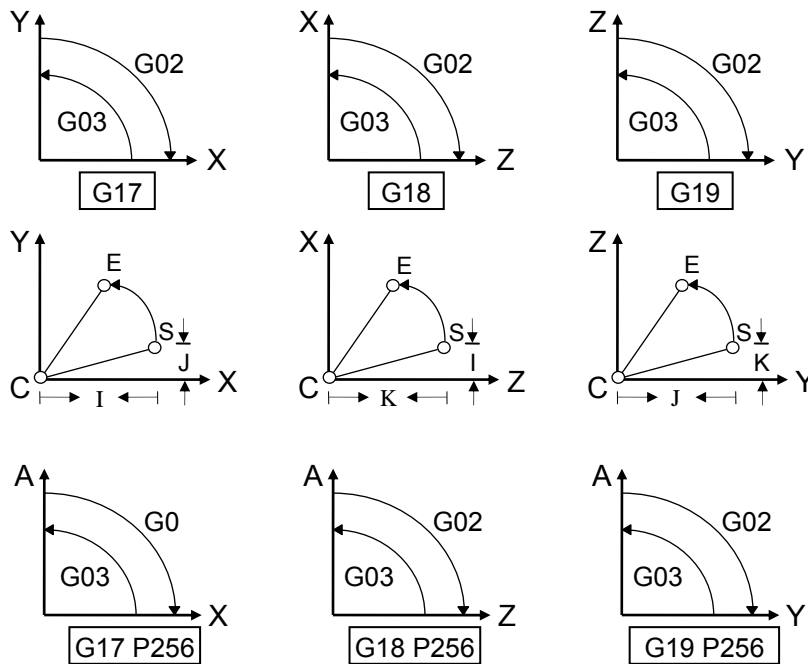 Y X Z
G02 G02 G02
G03 G03 G03
X Z Y
G17 G18 G19
Y X Z
E E E
S S S
J I K
C X C Z C Y
I K J
A A A
G0 G02 G02
G03 G03 G03
X Z Y
G17 P256 G18 P256 G19 P256